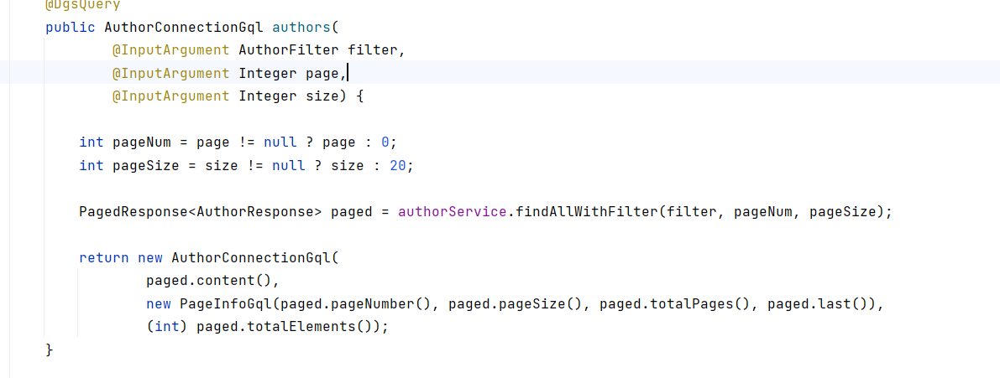 @DgsQuery
public AuthorConnectionGql authors(
@InputArgument AuthorFilter filter,
@InputArgument Integer page,
@InputArgument Integer size) {
int pageNum = page != null ? page : 0;
int pageSize = size != null ? size : 20;
PagedResponse<AuthorResponse> paged = authorService.findAllWithFilter(filter, pageNum, pageSize);
return new AuthorConnectionGql(
paged.content(),
new PageInfoGql(paged.pageNumber(), paged.pageSize(), paged.totalPages(), paged.last()),
(int) paged.totalElements());
}